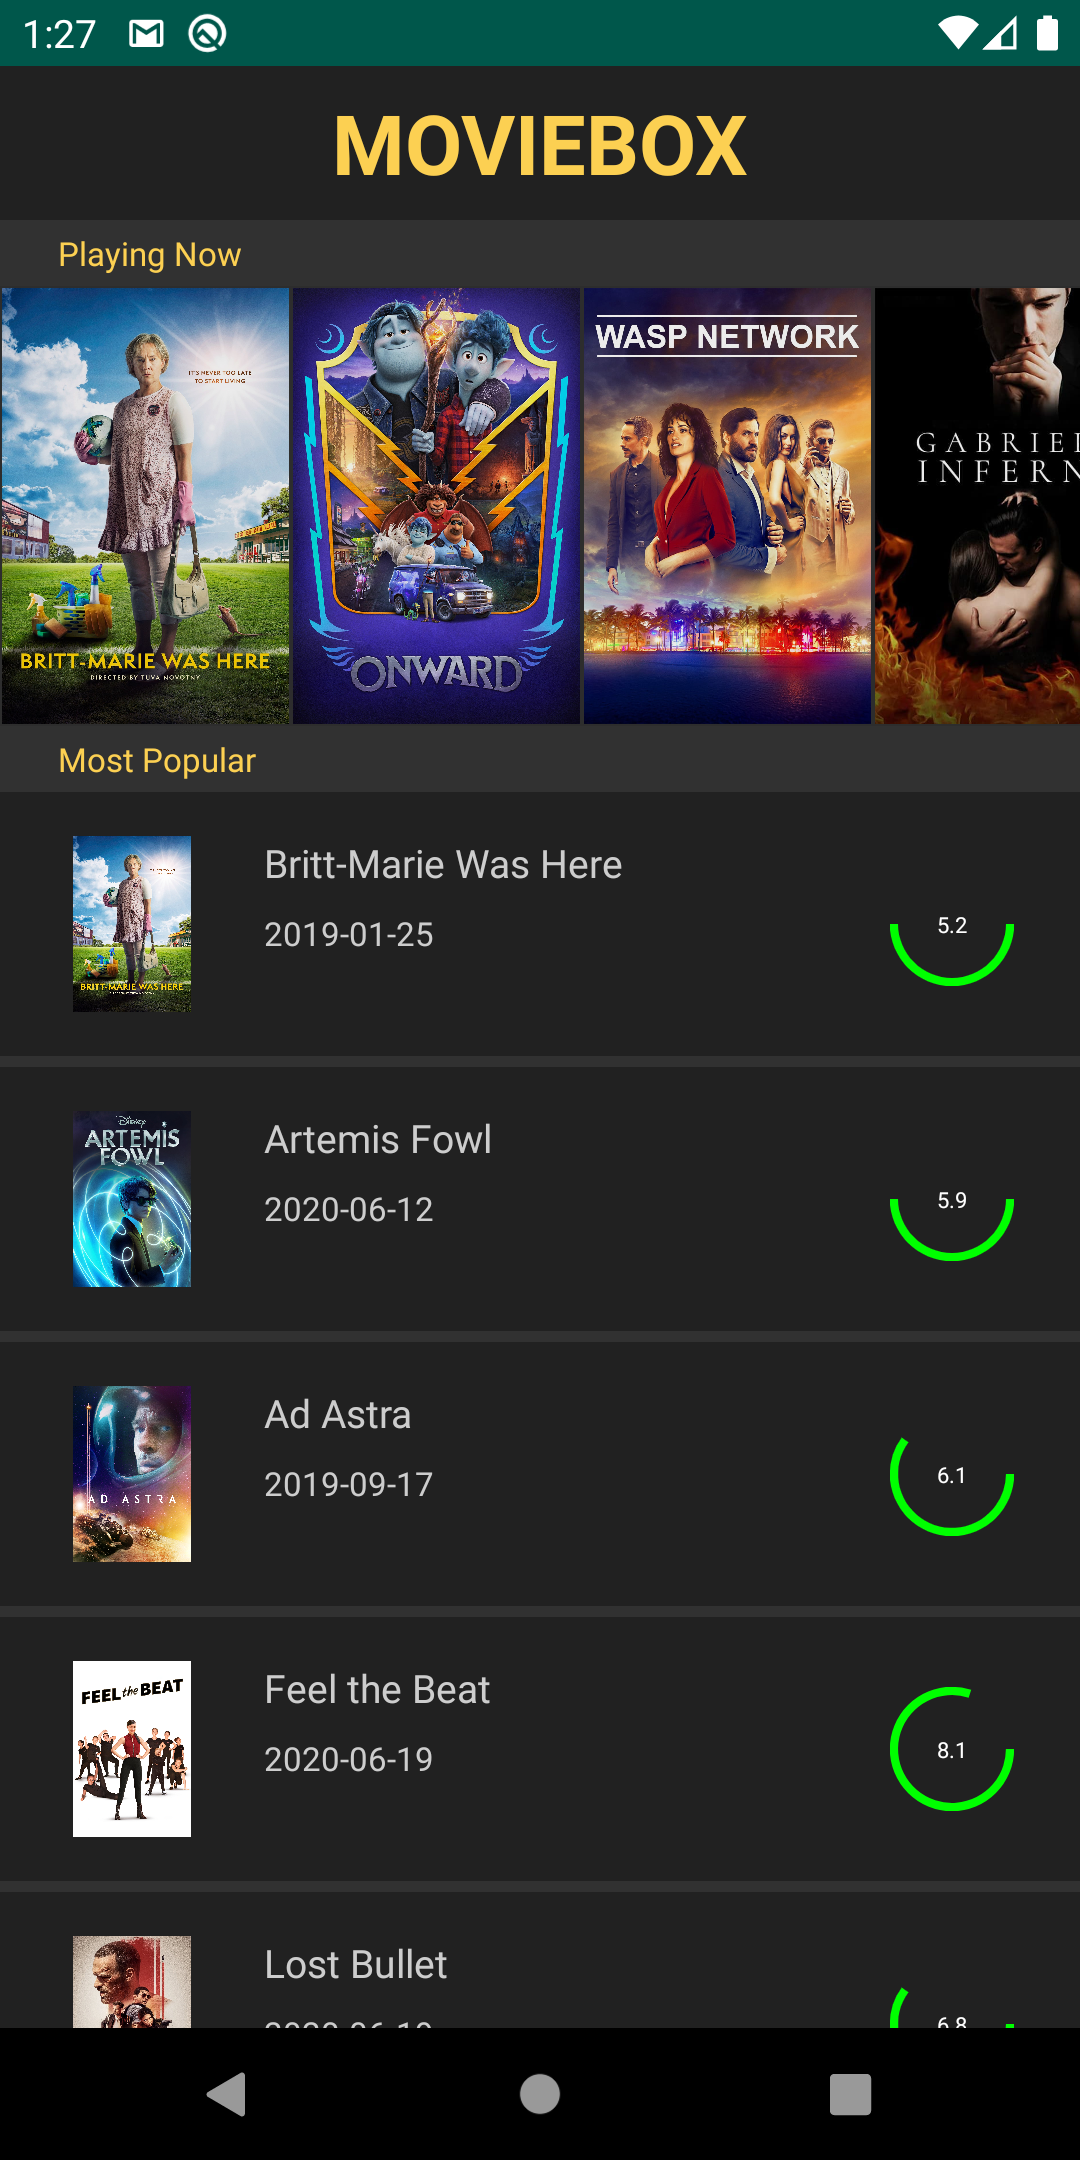 1:27
MOVIEBOX
Playing Now
IT'S NEVER TOO LATE
TO START LIVING
BRITT-MARIE WAS HERE
DIRECTED BY TUVA NOVOTNY
ONWARD
WASP NETWORK
GABRIEL
INFERN
Most Popular
BRITT-MARIE WAS HERE
Britt-Marie Was Here
2019-01-25
5.2
Disney
ARTEMIS
FOWL
Artemis Fowl
2020-06-12
5.9
AD ASTRA
Ad Astra
2019-09-17
6.1
FEEL the BEAT
Feel the Beat
2020-06-19
8.1
Lost Bullet
2020-06-19
6.8